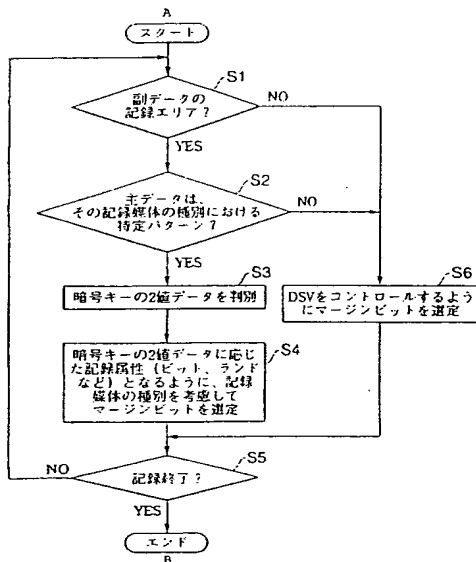 A
スタート
S1
副データの
記録エリア？
NO
YES
S2
主データは、
その記録媒体の種別における
特定パターン？
NO
YES
S3
暗号キーの2値データを判別
S6
DSVをコントロールするよう
にマージンビットを選定
S4
暗号キーの2値データに応じ
た記録属性（ピット、ランド
など）となるように、記録
媒体の種別を考慮して
マージンビットを選定
S5
NO
記録終了？
YES
エンド
B